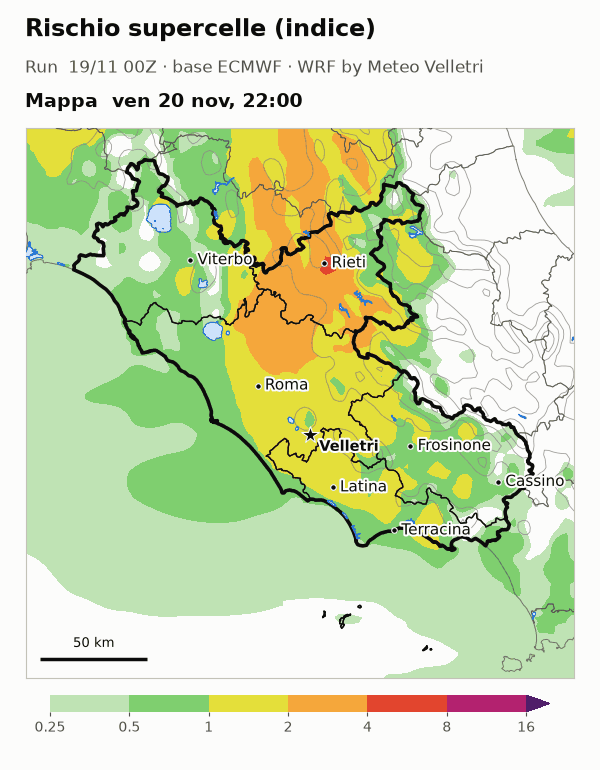 Rischio supercelle (indice)
Run  19/11 00Z · base ECMWF · WRF by Meteo Velletri
Mappa  ven 20 nov, 22:00
Viterbo
Rieti
Roma
Velletri
Frosinone
Cassino
Latina
Terracina
50 km
0.25 0.5 1 2 4 8 16